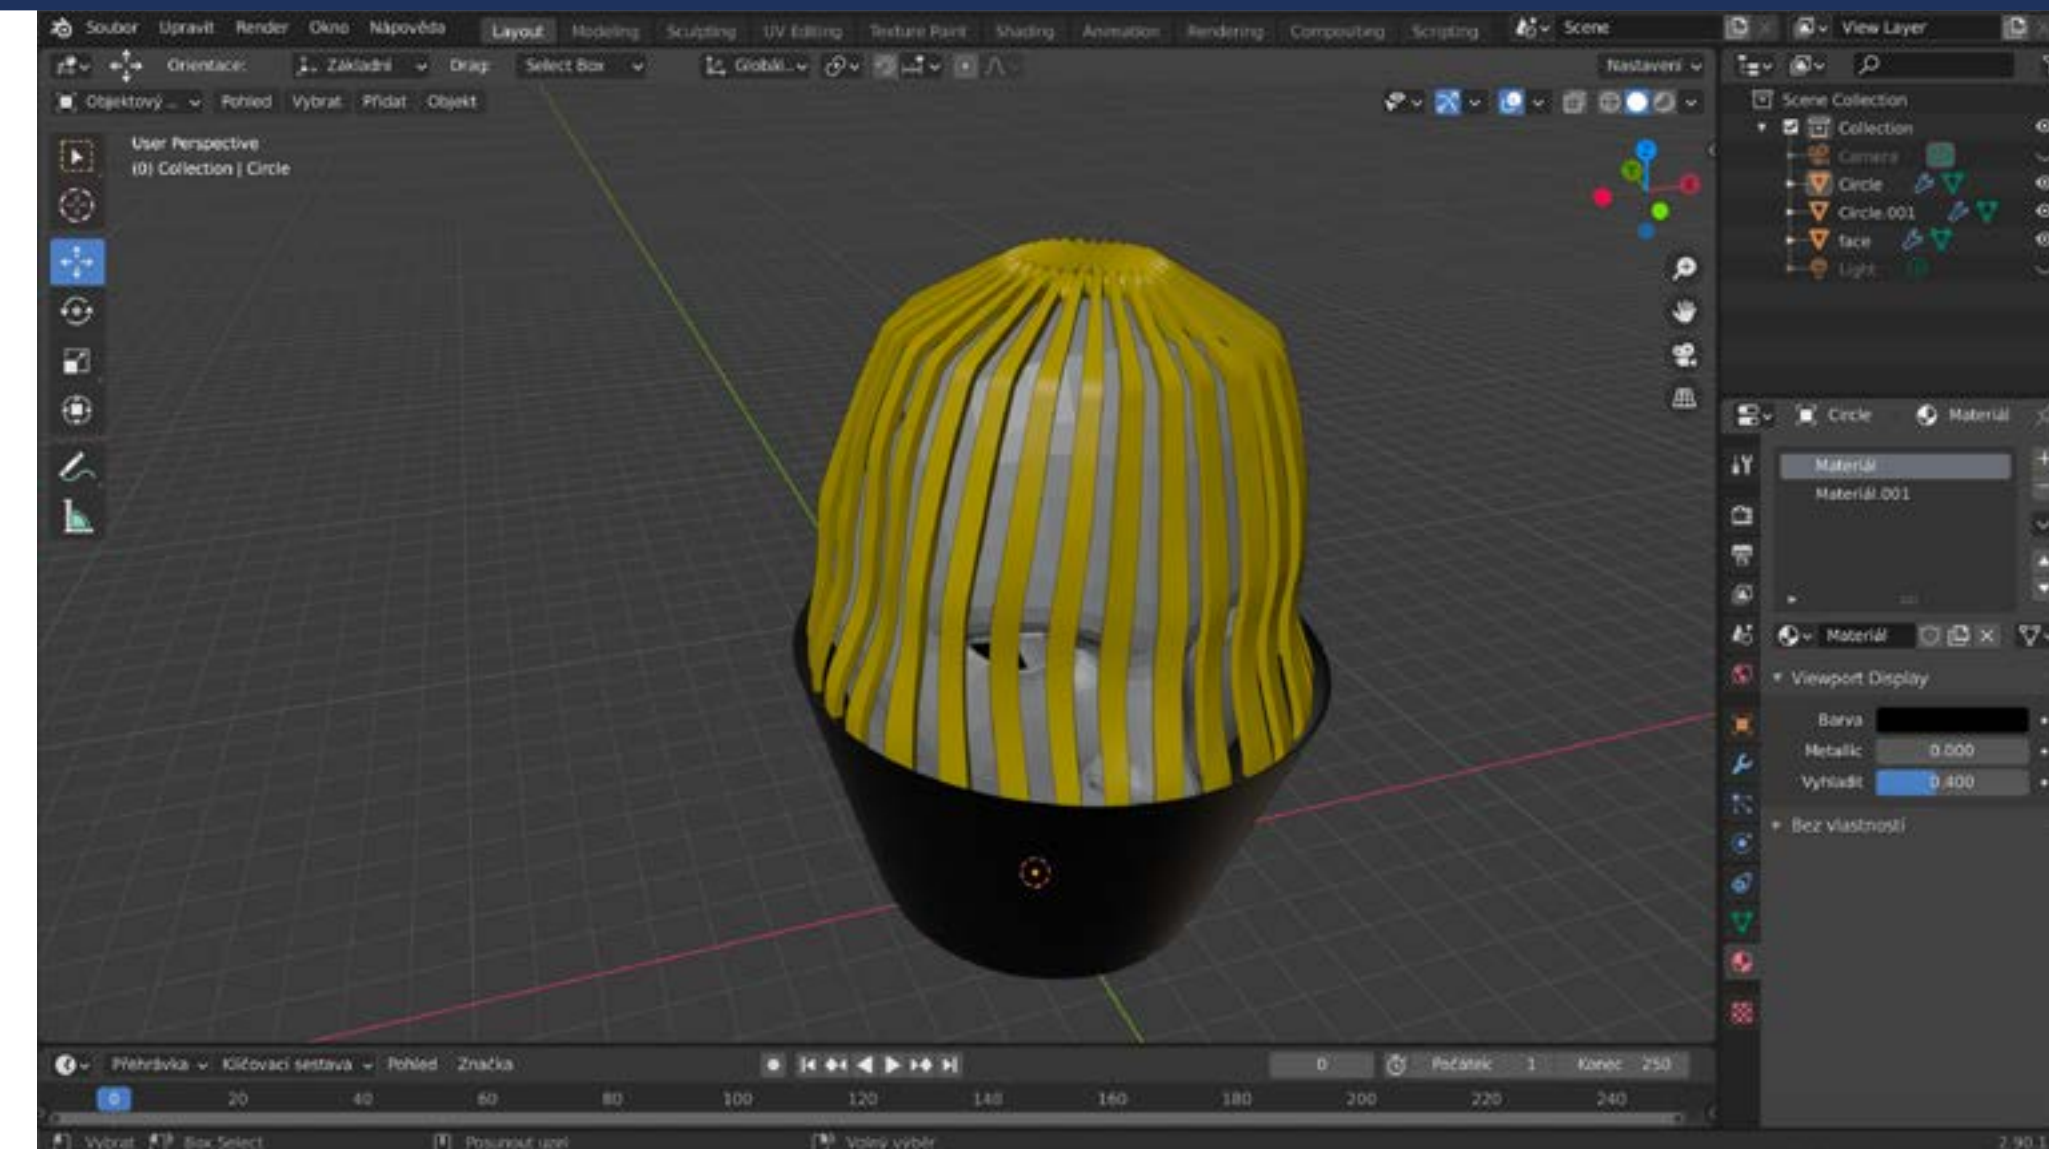 Soubor Upravit Render Okno Nápověda Layout Modeling Sculpting UV Editing Texture Paint Shading Animation Rendering Compositing Scripting Scene View Layer
Orientace: Základní Drag: Select Box Globál... Nastavení
Objektový ... Pohled Vybrat Přidat Objekt
User Perspective
(0) Collection | Circle
Scene Collection
Collection
Camera
Circle
Circle.001
face
Light
Circle Materiál
Materiál
Materiál.001
Materiál
Viewport Display
Barva
Metallic 0.000
Vyhladit 0.400
Bez vlastností
Přehrávka Klíčovací sestava Pohled Značka 0 Počátek 1 Konec 250
0 20 40 60 80 100 120 140 160 180 200 220 240
Vybrat Box Select Posunout uzel Volný výběr 2.90.1